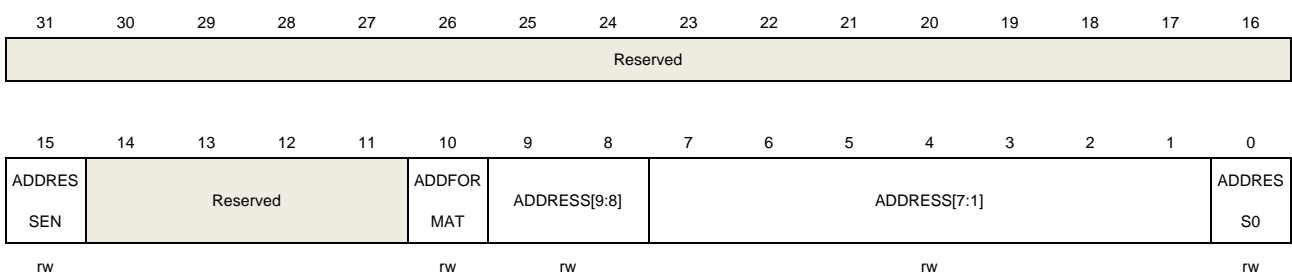 31 30 29 28 27 26 25 24 23 22 21 20 19 18 17 16
Reserved
15 14 13 12 11 10 9 8 7 6 5 4 3 2 1 0
ADDRES
SEN
Reserved
ADDFOR
MAT
ADDRESS[9:8]
ADDRESS[7:1]
ADDRES
S0
rw rw rw rw rw